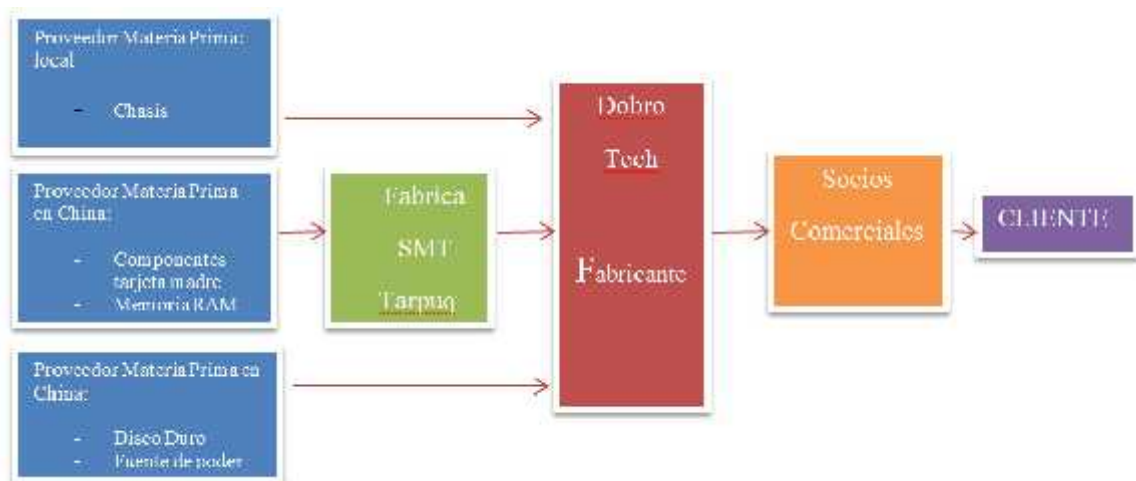 Proveedor Materia Prima:
local
- Chasis
Proveedor Materia Prima
en China:
- Componentes
tarjeta madre
- Memoria RAM
Proveedor Materia Prima en
China:
- Disco Duro
- Fuente de poder
Fabrica
SMT
Tarpuq
Dobro
Tech
Fabricante
Socios
Comerciales
CLIENTE